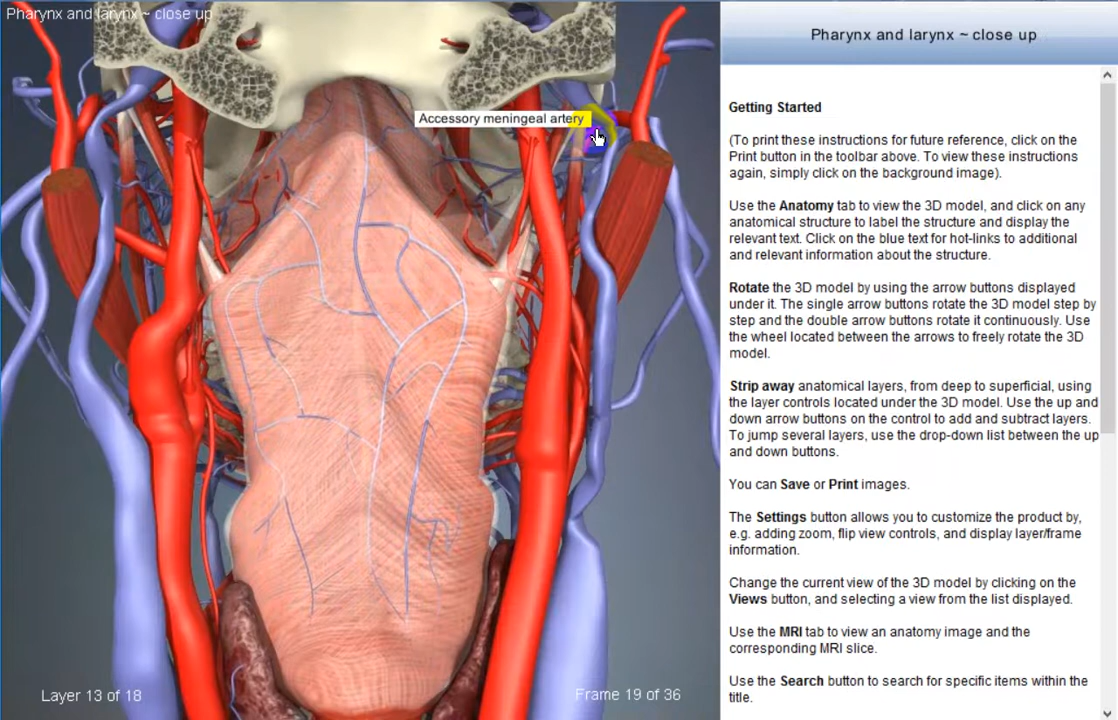 Pharynx and larynx ~ close up
Accessory meningeal artery
Layer 13 of 18
Frame 19 of 36
Pharynx and larynx ~ close up
Getting Started
(To print these instructions for future reference, click on the
Print button in the toolbar above. To view these instructions
again, simply click on the background image).
Use the Anatomy tab to view the 3D model, and click on any
anatomical structure to label the structure and display the
relevant text. Click on the blue text for hot-links to additional
and relevant information about the structure.
Rotate the 3D model by using the arrow buttons displayed
under it. The single arrow buttons rotate the 3D model step by
step and the double arrow buttons rotate it continuously. Use
the wheel located between the arrows to freely rotate the 3D
model.
Strip away anatomical layers, from deep to superficial, using
the layer controls located under the 3D model. Use the up and
down arrow buttons on the control to add and subtract layers.
To jump several layers, use the drop-down list between the up
and down buttons.
You can Save or Print images.
The Settings button allows you to customize the product by,
e.g. adding zoom, flip view controls, and display layer/frame
information.
Change the current view of the 3D model by clicking on the
Views button, and selecting a view from the list displayed.
Use the MRI tab to view an anatomy image and the
corresponding MRI slice.
Use the Search button to search for specific items within the
title.